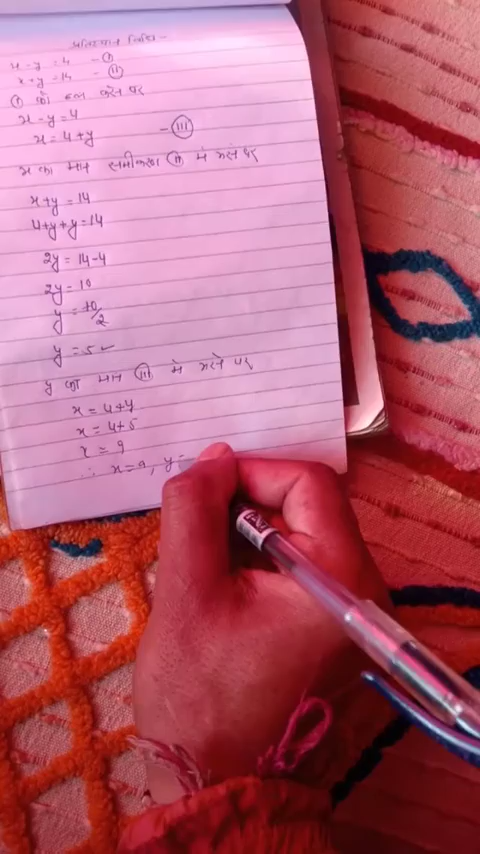 प्रतिस्थापन विधि -
x - y = 4 - (I)
x + y = 14 - (II)
(I) को हल करने पर
x - y = 4
x = 4 + y - (III)
x का मान समीकरण (II) में रखने पर
x + y = 14
4 + y + y = 14
2y = 14 - 4
2y = 10
y = 10/2
y = 5 ✓
y का मान (III) में रखने पर
x = 4 + y
x = 4 + 5
x = 9
∴ x = 9, y =